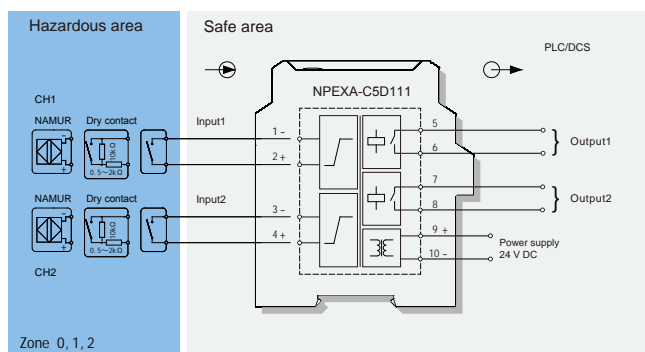 Hazardous area
Safe area
PLC/DCS
NPEXA-C5D111
CH1
NAMUR Dry contact
Input1
10kΩ
0.5~2kΩ
1 –
2 +
5
6
Output1
7
8
Output2
NAMUR Dry contact
Input2
10kΩ
0.5~2kΩ
3 –
4 +
9 +
10 –
Power supply
24 V DC
CH2
Zone 0, 1, 2